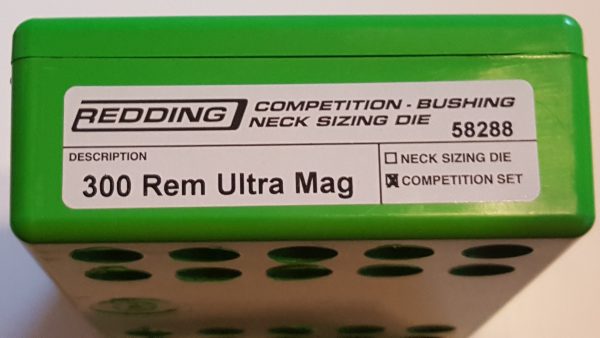 REDDING COMPETITION - BUSHING
NECK SIZING DIE 58288
DESCRIPTION
300 Rem Ultra Mag
NECK SIZING DIE
COMPETITION SET